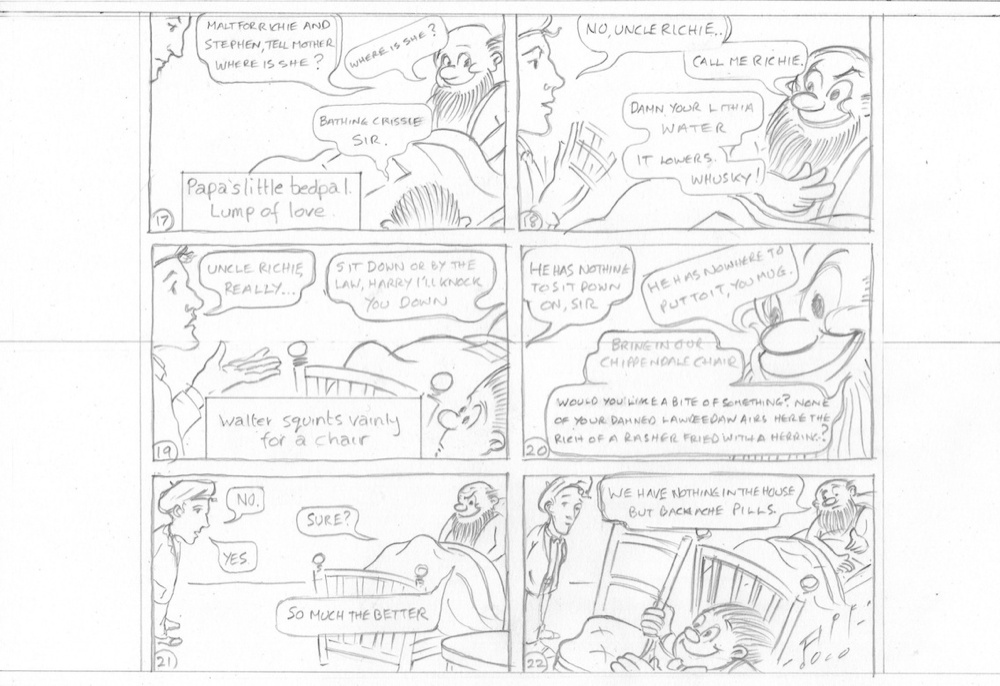 MALT FOR RICHIE AND
STEPHEN, TELL MOTHER
WHERE IS SHE?
WHERE IS SHE?
BATHING CRISSIE
SIR.
Papa's little bedpal.
Lump of love.
17
NO, UNCLE RICHIE..
CALL ME RICHIE.
DAMN YOUR LITHIA
WATER
IT LOWERS.
WHUSKY!
18
UNCLE RICHIE,
REALLY...
SIT DOWN OR BY THE
LAW, HARRY I'LL KNOCK
YOU DOWN
Walter squints vainly
for a chair
19
HE HAS NOTHING
TO SIT DOWN
ON, SIR
HE HAS NOWHERE TO
PUT TO IT, YOU MUG.
BRING IN OUR
CHIPPENDALE CHAIR
WOULD YOU LIKE A BITE OF SOMETHING? NONE
OF YOUR DAMNED LAWDEEDAW AIRS HERE THE
RICH OF A RASHER FRIED WITH A HERRING?
20
NO.
SURE?
YES.
SO MUCH THE BETTER
21
WE HAVE NOTHING IN THE HOUSE
BUT BACKACHE PILLS.
22